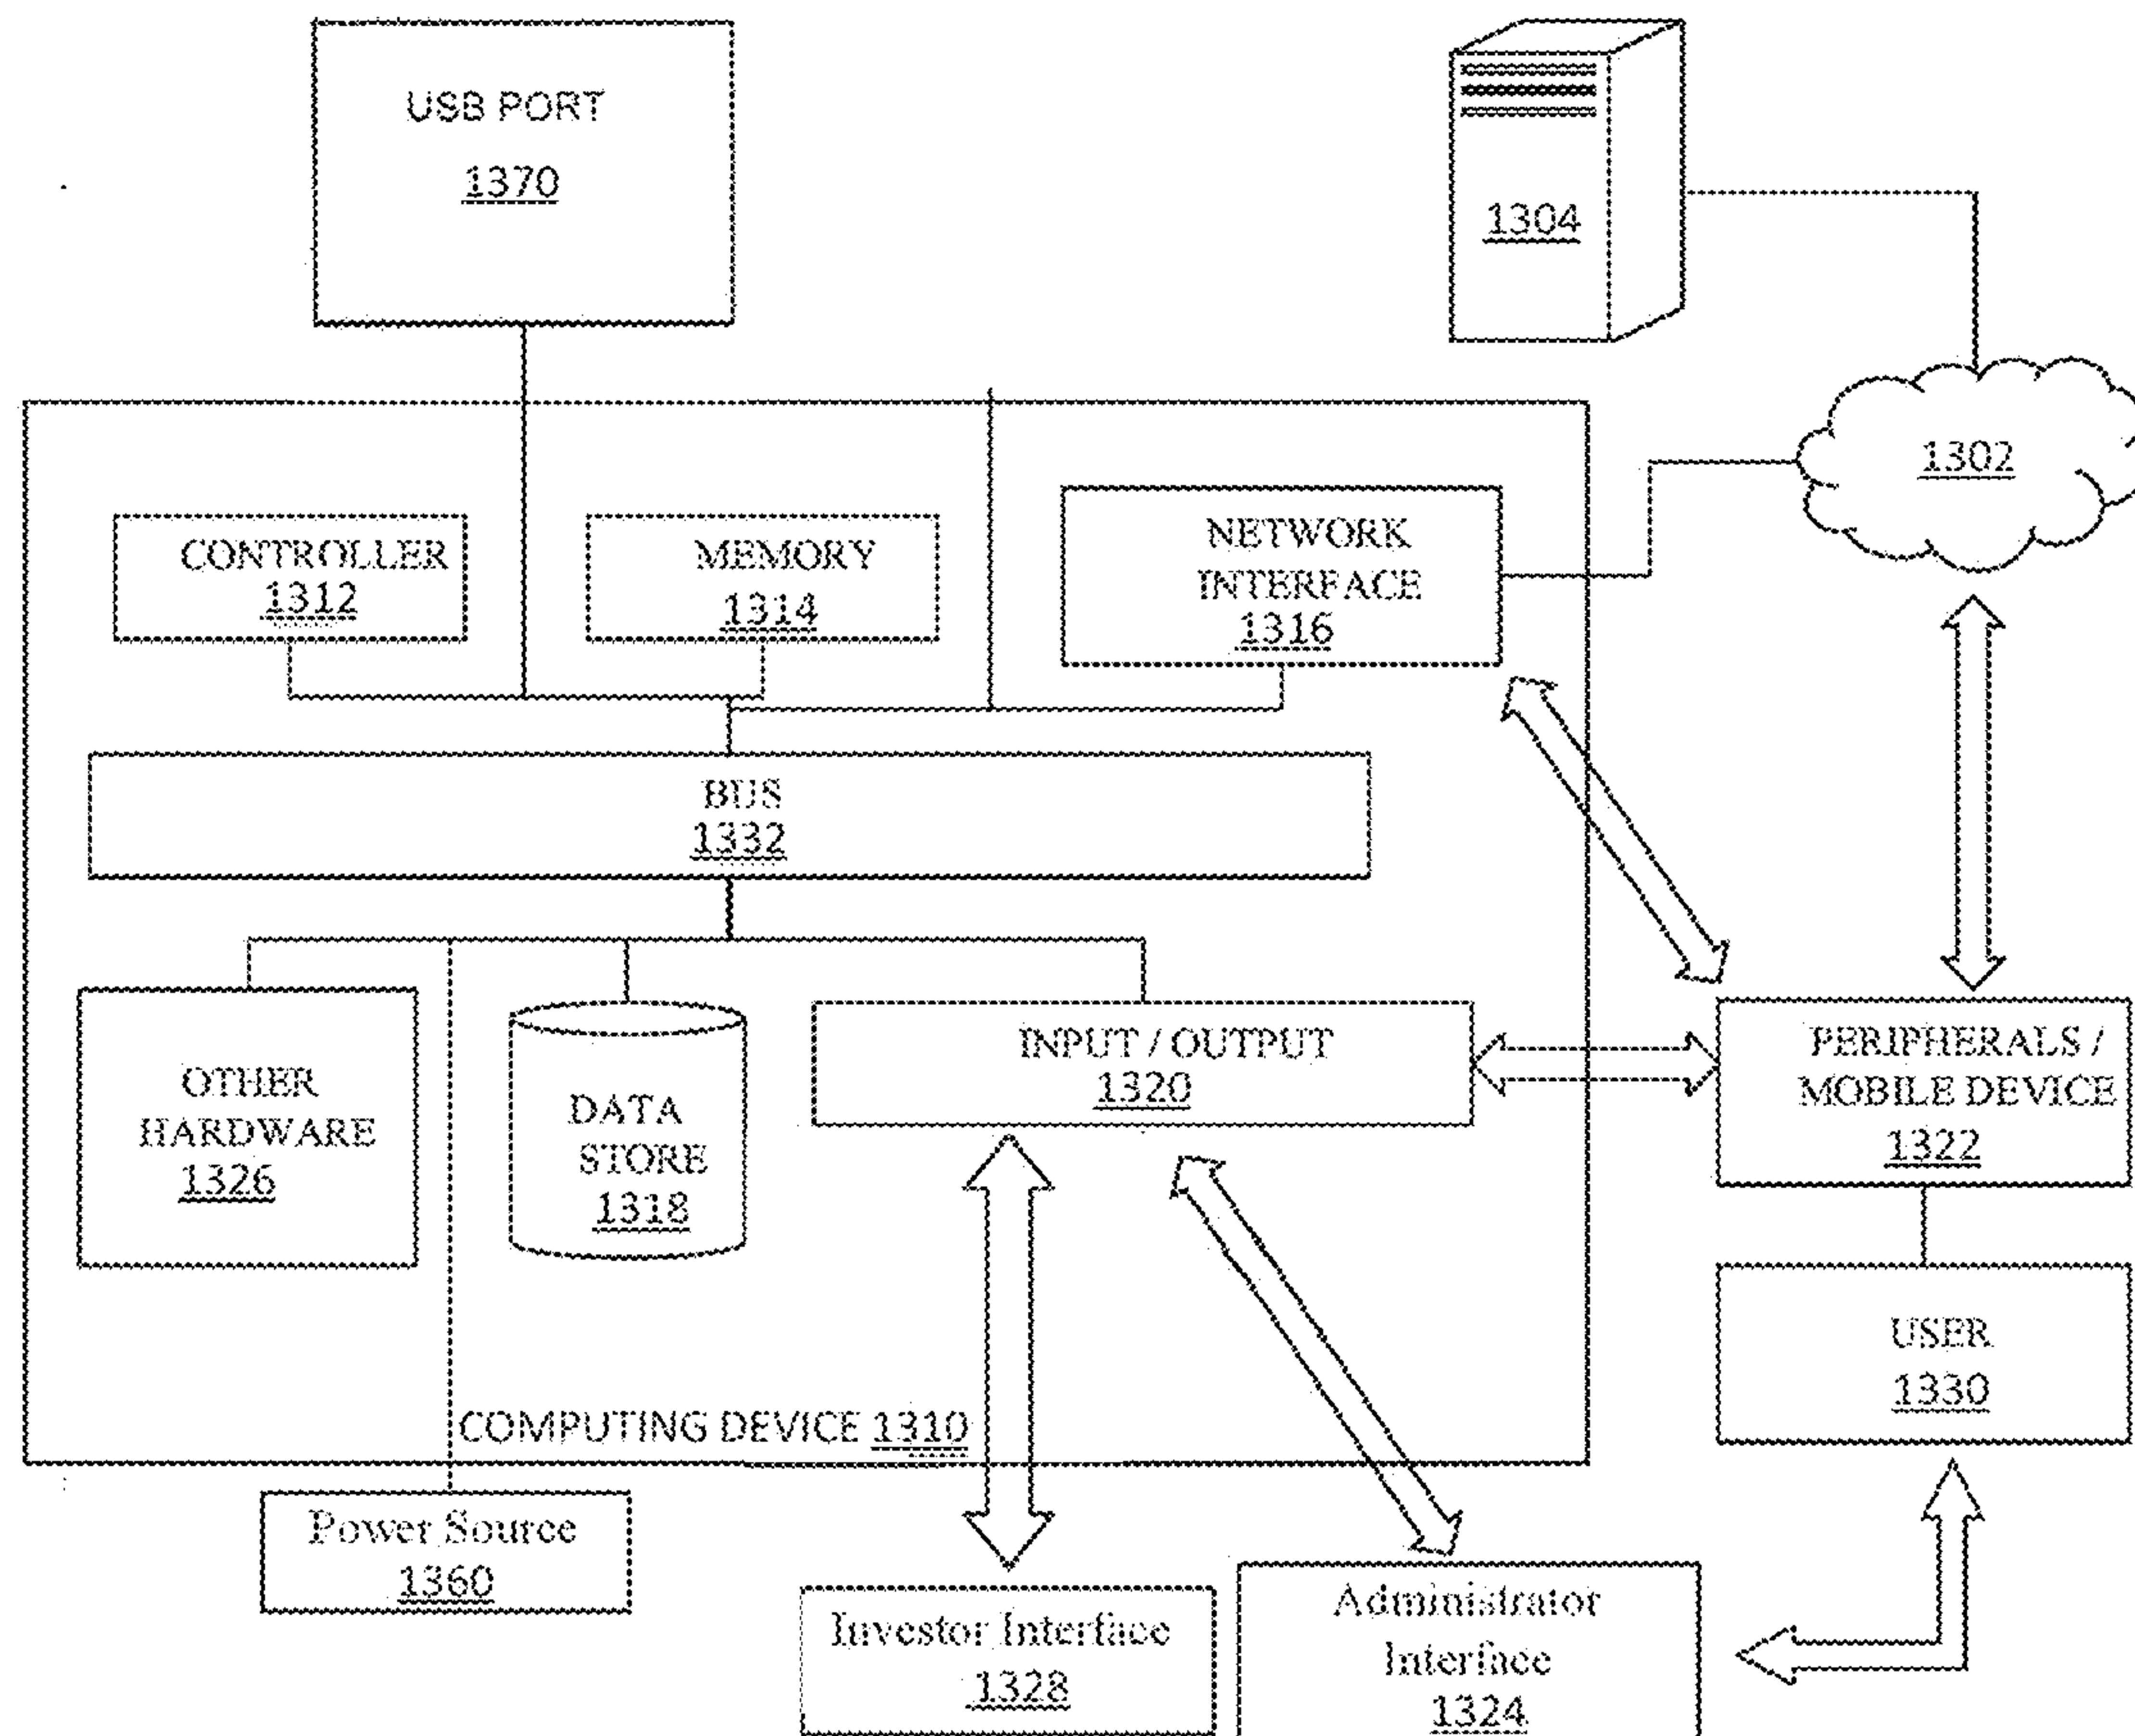 USB PORT
1370
1304
1302
CONTROLLER
1312
MEMORY
1314
NETWORK
INTERFACE
1316
BUS
1332
OTHER
HARDWARE
1326
DATA
STORE
1318
INPUT / OUTPUT
1320
PERIPHERALS /
MOBILE DEVICE
1322
USER
1330
COMPUTING DEVICE 1310
Power Source
1360
Investor Interface
1328
Administrator
Interface
1324